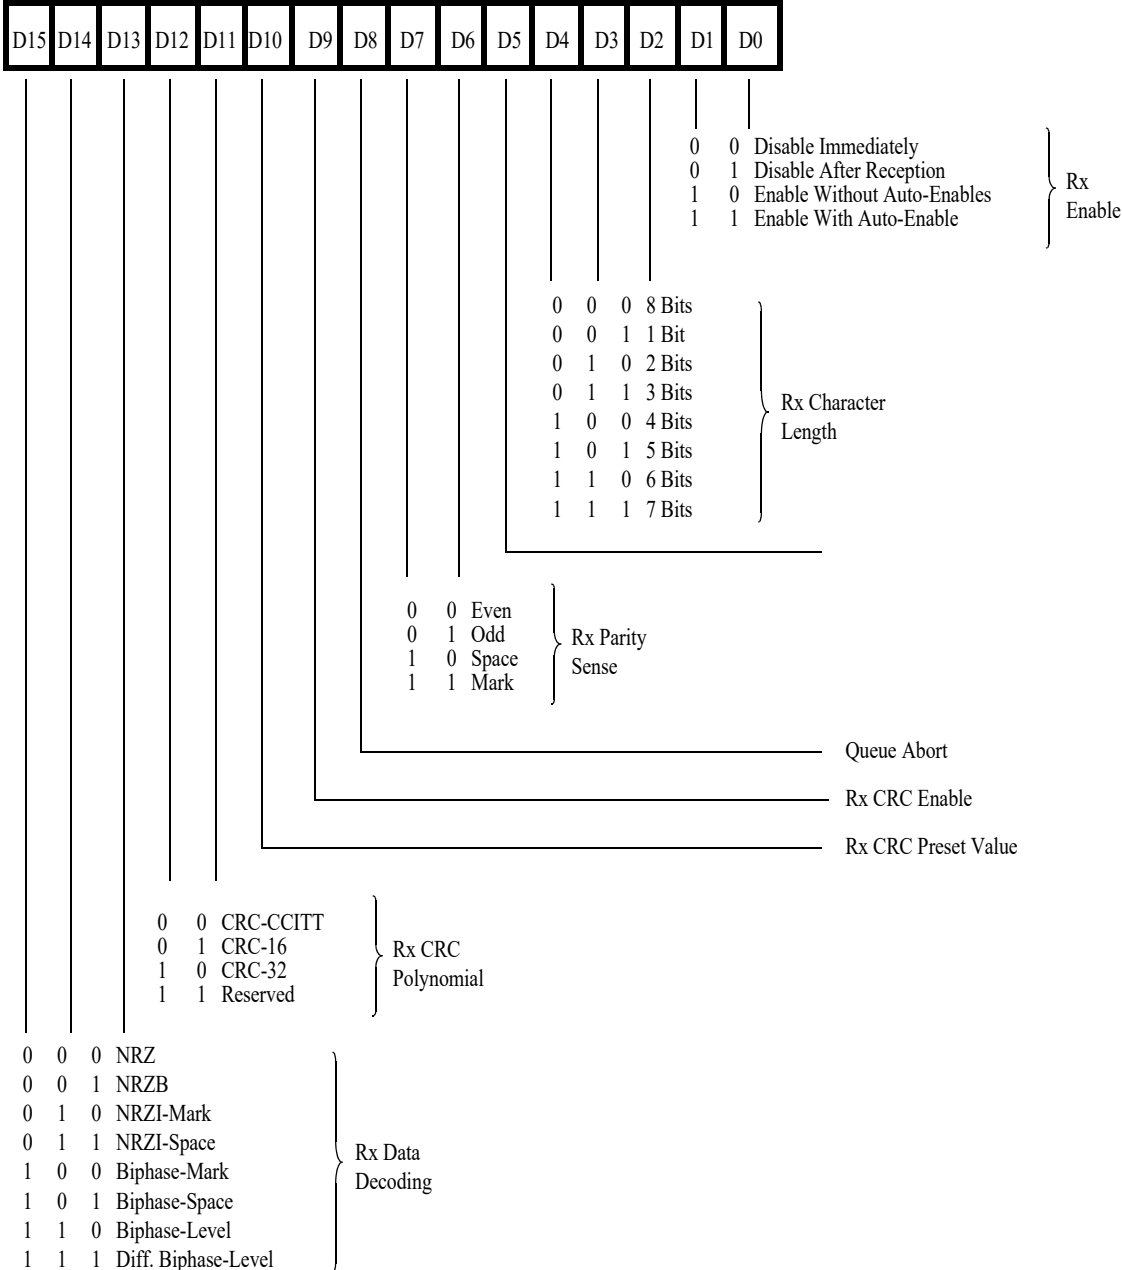 D15 D14 D13 D12 D11 D10 D9 D8 D7 D6 D5 D4 D3 D2 D1 D0
0 0 Disable Immediately
0 1 Disable After Reception
1 0 Enable Without Auto-Enables
1 1 Enable With Auto-Enable
Rx
Enable
0 0 0 8 Bits
0 0 1 1 Bit
0 1 0 2 Bits
0 1 1 3 Bits
1 0 0 4 Bits
1 0 1 5 Bits
1 1 0 6 Bits
1 1 1 7 Bits
Rx Character
Length
0 0 Even
0 1 Odd
1 0 Space
1 1 Mark
Rx Parity
Sense
Queue Abort
Rx CRC Enable
Rx CRC Preset Value
0 0 CRC-CCITT
0 1 CRC-16
1 0 CRC-32
1 1 Reserved
Rx CRC
Polynomial
0 0 0 NRZ
0 0 1 NRZB
0 1 0 NRZI-Mark
0 1 1 NRZI-Space
1 0 0 Biphase-Mark
1 0 1 Biphase-Space
1 1 0 Biphase-Level
1 1 1 Diff. Biphase-Level
Rx Data
Decoding